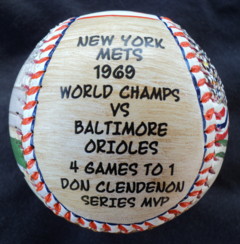 NEW YORK
METS
1969
WORLD CHAMPS
VS
BALTIMORE
ORIOLES
4 GAMES TO 1
DON CLENDENON
SERIES MVP